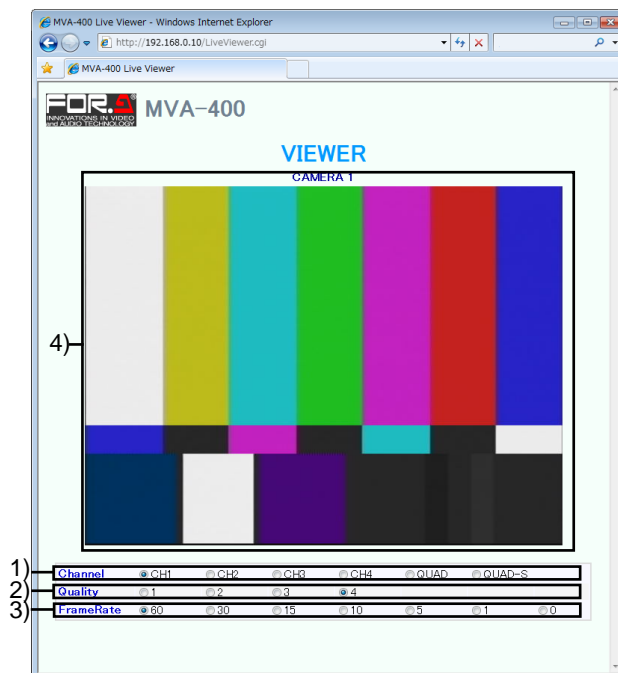 MVA-400 Live Viewer - Windows Internet Explorer
http://192.168.0.10/LiveViewer.cgi
MVA-400 Live Viewer
FOR.A®
INNOVATIONS IN VIDEO
and AUDIO TECHNOLOGY
MVA-400
VIEWER
CAMERA 1
4)
1) Channel CH1 CH2 CH3 CH4 QUAD QUAD-S
2) Quality 1 2 3 4
3) FrameRate 60 30 15 10 5 1 0